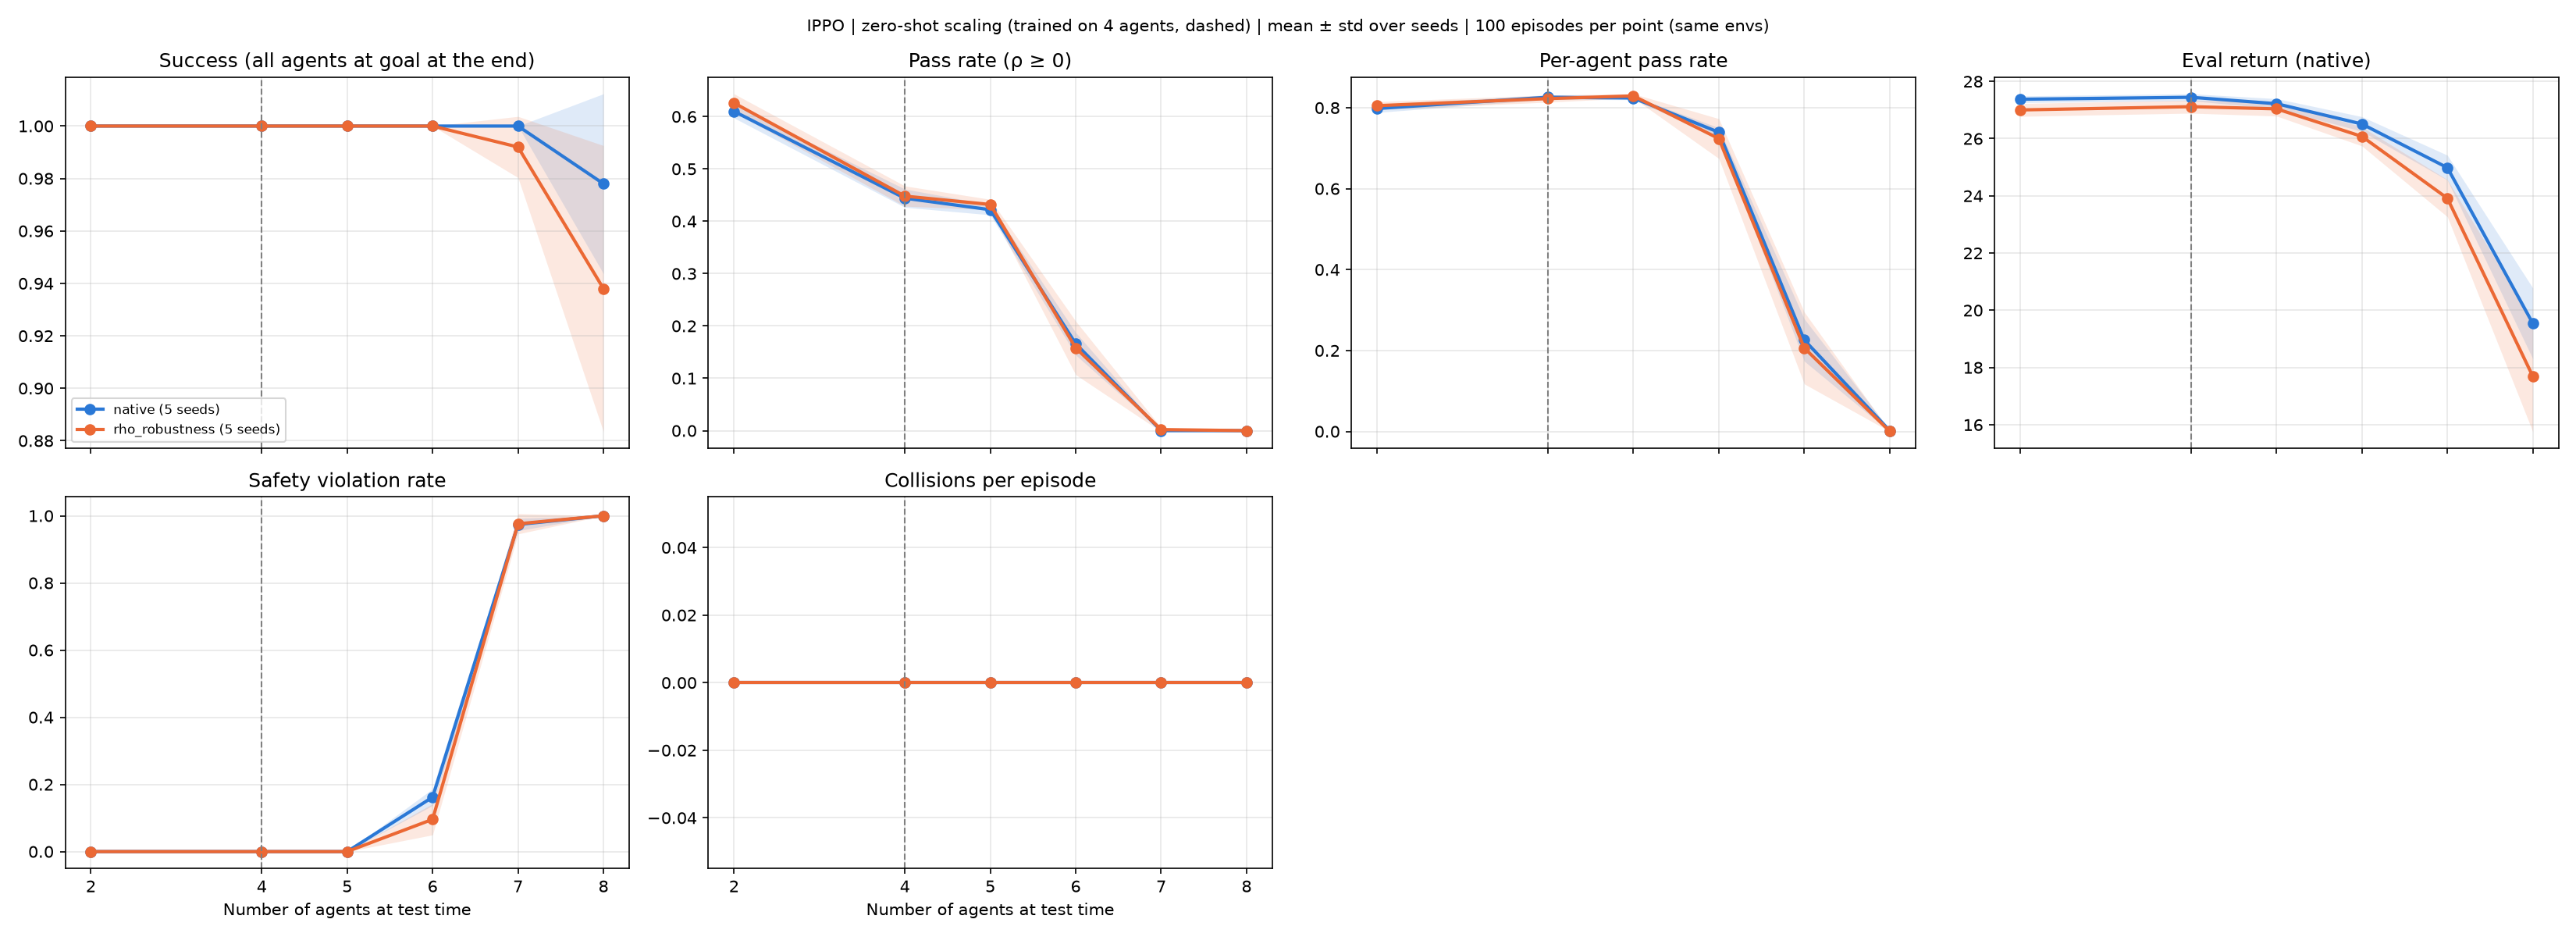 IPPO | zero-shot scaling (trained on 4 agents, dashed) | mean ± std over seeds | 100 episodes per point (same envs)
Success (all agents at goal at the end)
1.00
0.98
0.96
0.94
0.92
0.90
0.88
native (5 seeds)
rho_robustness (5 seeds)
Pass rate (ρ ≥ 0)
0.6
0.5
0.4
0.3
0.2
0.1
0.0
Per-agent pass rate
0.8
0.6
0.4
0.2
0.0
Eval return (native)
28
26
24
22
20
18
16
Safety violation rate
1.0
0.8
0.6
0.4
0.2
0.0
2 4 5 6 7 8
Number of agents at test time
Collisions per episode
0.04
0.02
0.00
−0.02
−0.04
2 4 5 6 7 8
Number of agents at test time